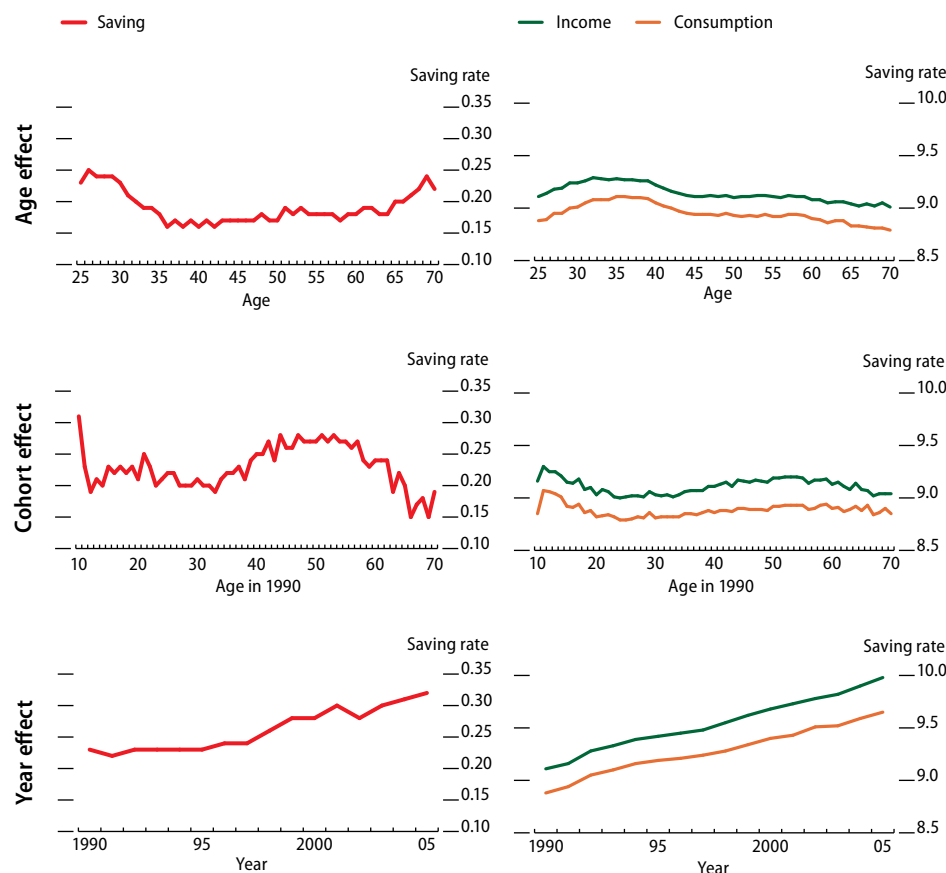 Saving
Income Consumption
Age effect
Saving rate
0.35
0.30
0.25
0.20
0.15
0.10
25 30 35 40 45 50 55 60 65 70
Age
Saving rate
10.0
9.5
9.0
8.5
25 30 35 40 45 50 55 60 65 70
Age
Cohort effect
Saving rate
0.35
0.30
0.25
0.20
0.15
0.10
10 20 30 40 50 60 70
Age in 1990
Saving rate
10.0
9.5
9.0
8.5
10 20 30 40 50 60 70
Age in 1990
Year effect
Saving rate
0.35
0.30
0.25
0.20
0.15
0.10
1990 95 2000 05
Year
Saving rate
10.0
9.5
9.0
8.5
1990 95 2000 05
Year